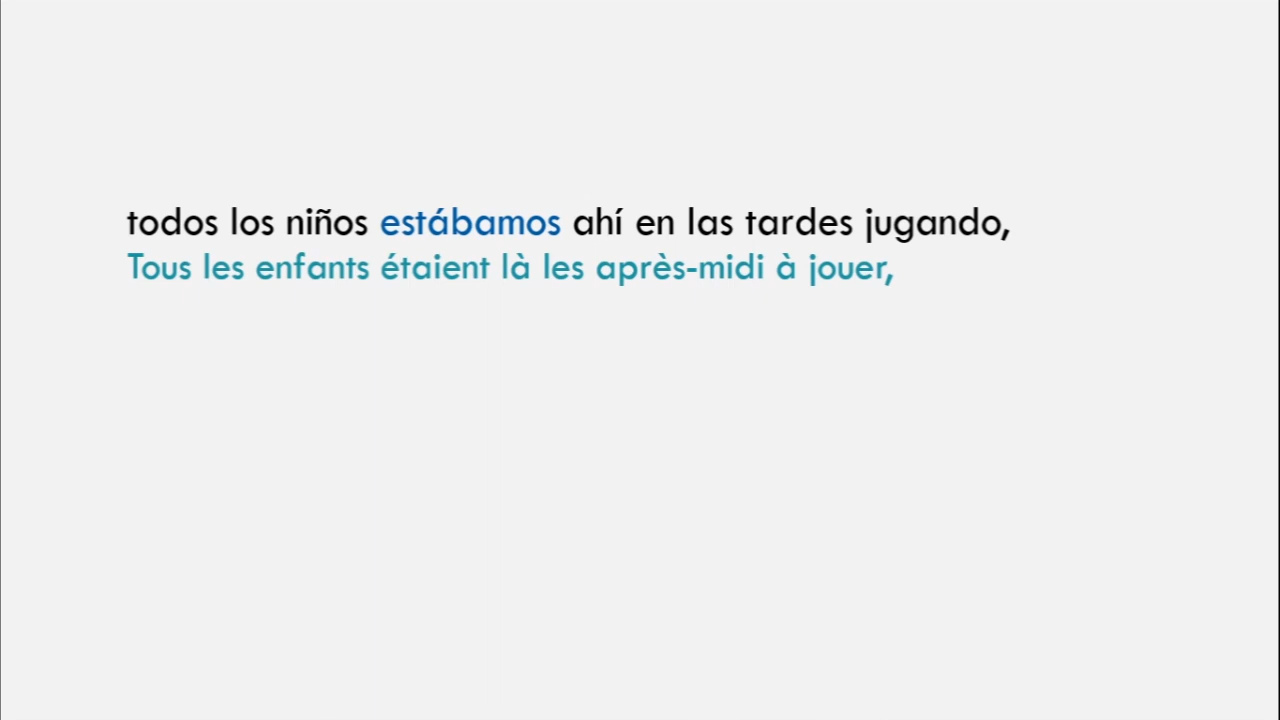 todos los niños estábamos ahí en las tardes jugando,
Tous les enfants étaient là les après-midi à jouer,